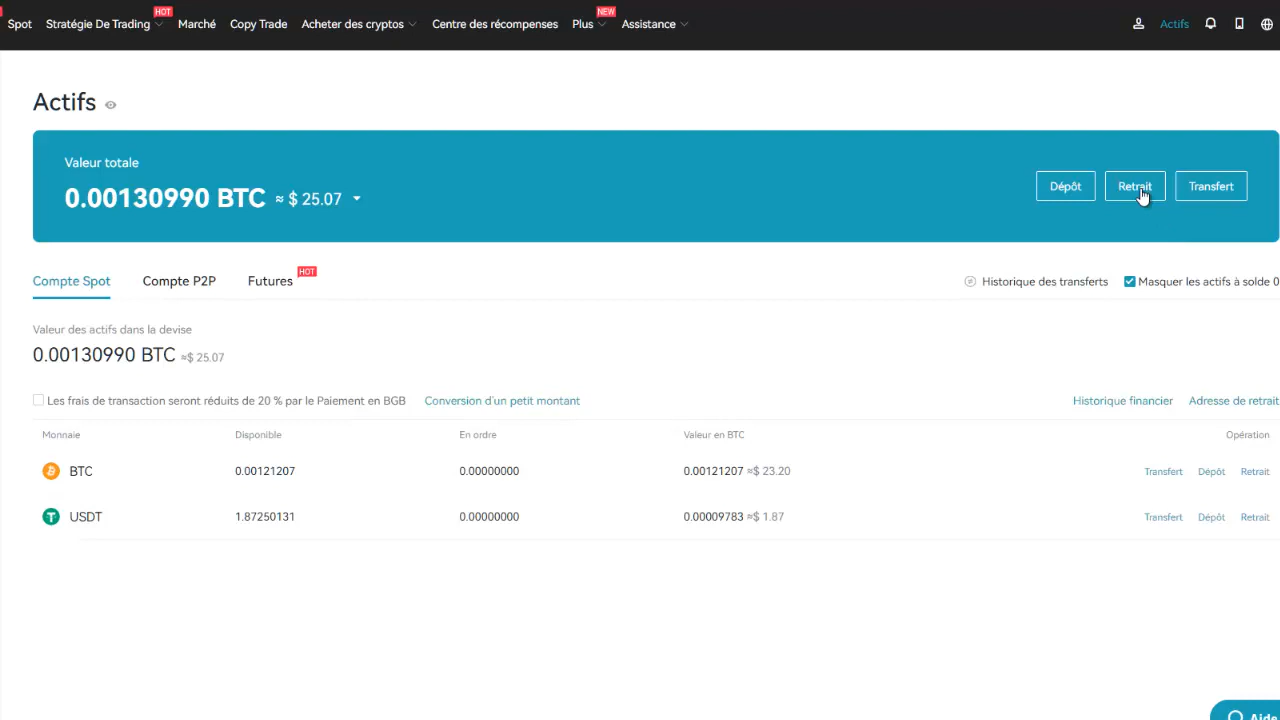 HOT NEW
Spot Stratégie De Trading Marché Copy Trade Acheter des cryptos Centre des récompenses Plus Assistance Actifs
Actifs
Valeur totale
0.00130990 BTC ≈ $ 25.07 Dépôt Retrait Transfert
HOT
Compte Spot Compte P2P Futures Historique des transferts Masquer les actifs à solde 0
Valeur des actifs dans la devise
0.00130990 BTC ≈$ 25.07
Les frais de transaction seront réduits de 20 % par le Paiement en BGB Conversion d'un petit montant Historique financier Adresse de retrait
Monnaie Disponible En ordre Valeur en BTC Opération
BTC 0.00121207 0.00000000 0.00121207 ≈$ 23.20 Transfert Dépôt Retrait
USDT 1.87250131 0.00000000 0.00009783 ≈$ 1.87 Transfert Dépôt Retrait
Aide